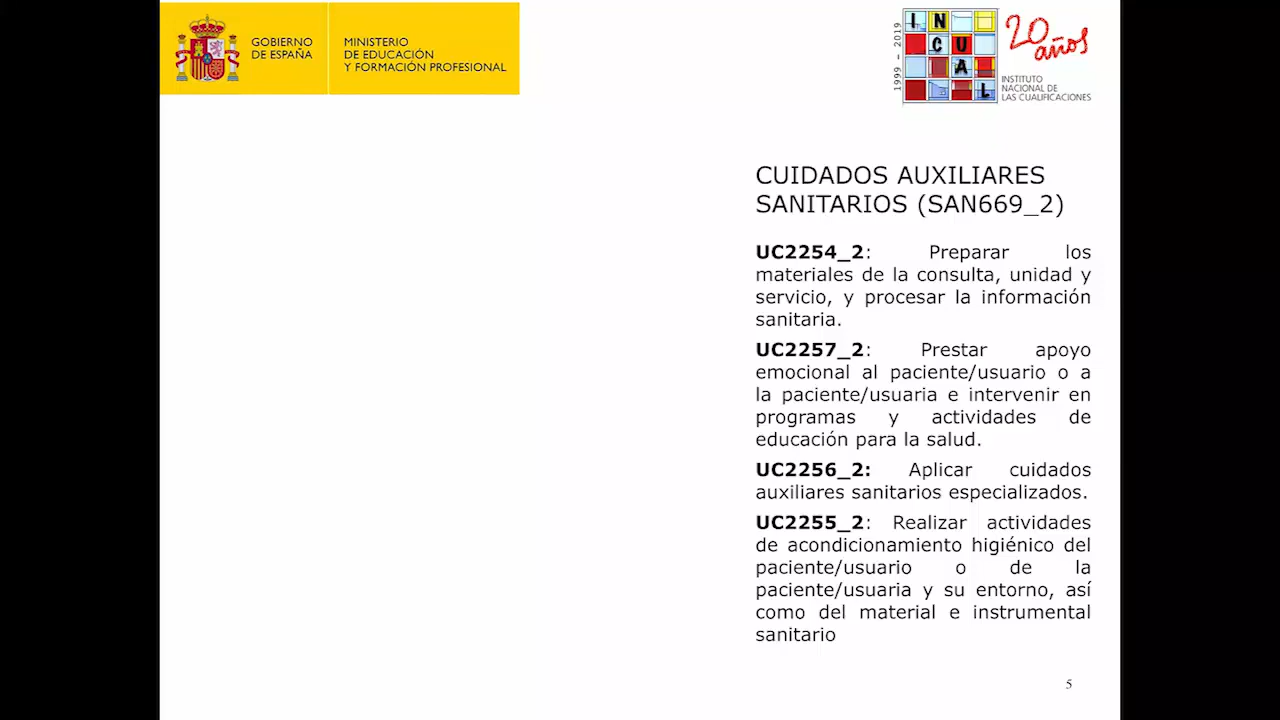 GOBIERNO
DE ESPAÑA
MINISTERIO
DE EDUCACIÓN
Y FORMACIÓN PROFESIONAL
1999 - 2019
IN
CU
A
L
20
años
INSTITUTO
NACIONAL DE
LAS CUALIFICACIONES
CUIDADOS AUXILIARES
SANITARIOS (SAN669_2)
UC2254_2: Preparar los
materiales de la consulta, unidad y
servicio, y procesar la información
sanitaria.
UC2257_2: Prestar apoyo
emocional al paciente/usuario o a
la paciente/usuaria e intervenir en
programas y actividades de
educación para la salud.
UC2256_2: Aplicar cuidados
auxiliares sanitarios especializados.
UC2255_2: Realizar actividades
de acondicionamiento higiénico del
paciente/usuario o de la
paciente/usuaria y su entorno, así
como del material e instrumental
sanitario
5